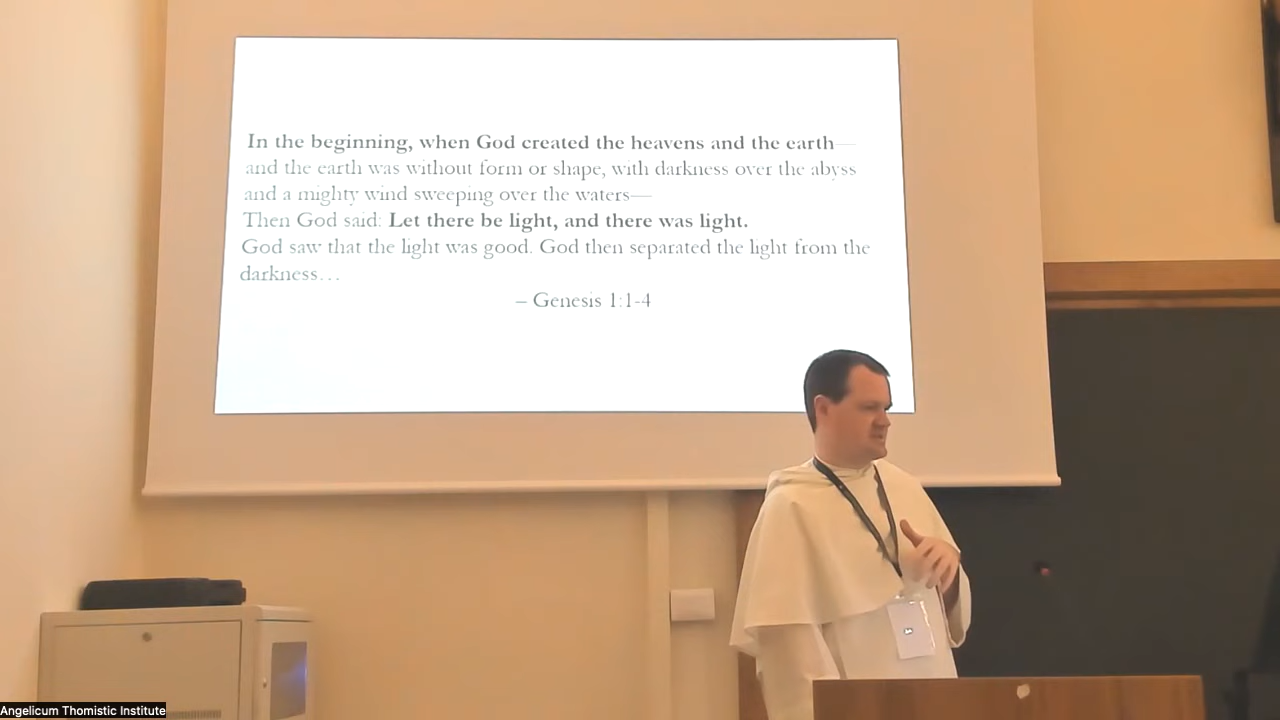 In the beginning, when God created the heavens and the earth—
and the earth was without form or shape, with darkness over the abyss
and a mighty wind sweeping over the waters—
Then God said: Let there be light, and there was light.
God saw that the light was good. God then separated the light from the
darkness…
– Genesis 1:1-4
Angelicum Thomistic Institute